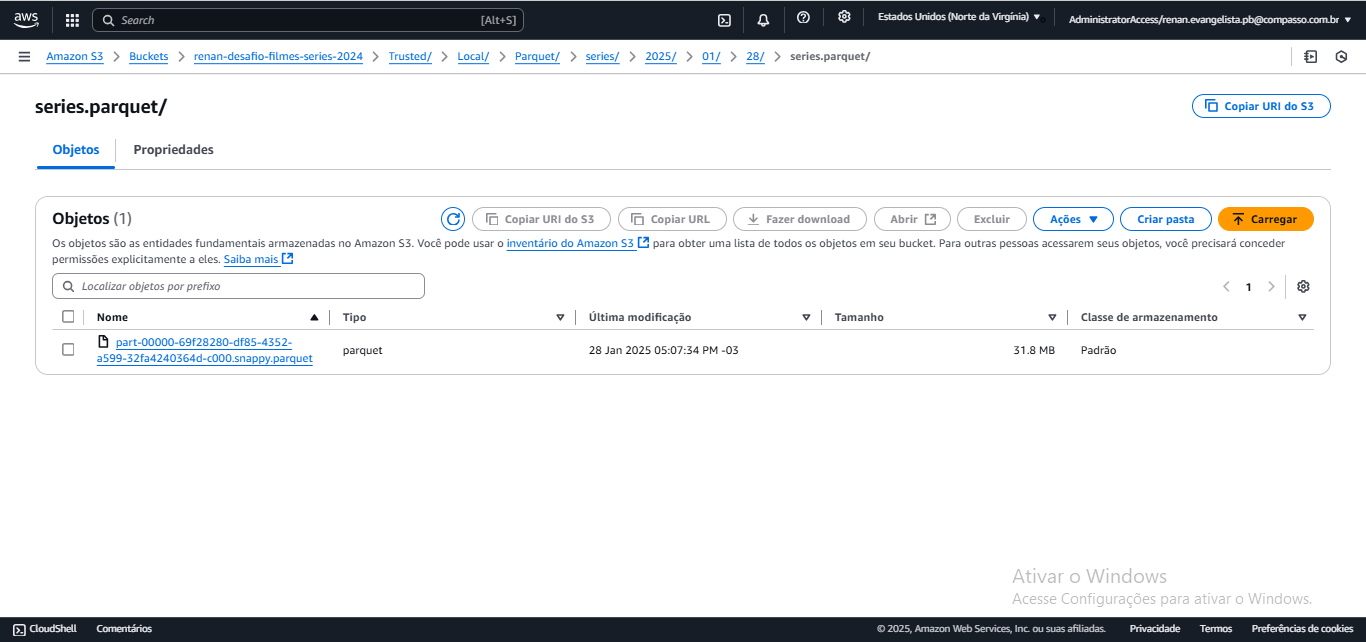 aws
Search [Alt+S]
Estados Unidos (Norte da Virgínia)
AdministratorAccess/renan.evangelista.pb@compasso.com.br
Amazon S3 > Buckets > renan-desafio-filmes-series-2024 > Trusted/ > Local/ > Parquet/ > series/ > 2025/ > 01/ > 28/ > series.parquet/
series.parquet/
Copiar URI do S3
Objetos Propriedades
Objetos (1)
Copiar URI do S3 Copiar URL Fazer download Abrir Excluir Ações Criar pasta Carregar
Os objetos são as entidades fundamentais armazenadas no Amazon S3. Você pode usar o inventário do Amazon S3 para obter uma lista de todos os objetos em seu bucket. Para outras pessoas acessarem seus objetos, você precisará conceder
permissões explicitamente a eles. Saiba mais
Localizar objetos por prefixo
1
Nome Tipo Última modificação Tamanho Classe de armazenamento
part-00000-69f28280-df85-4352-
a599-32fa4240364d-c000.snappy.parquet
parquet 28 Jan 2025 05:07:34 PM -03 31.8 MB Padrão
Ativar o Windows
Acesse Configurações para ativar o Windows.
CloudShell Comentários © 2025, Amazon Web Services, Inc. ou suas afiliadas. Privacidade Termos Preferências de cookies